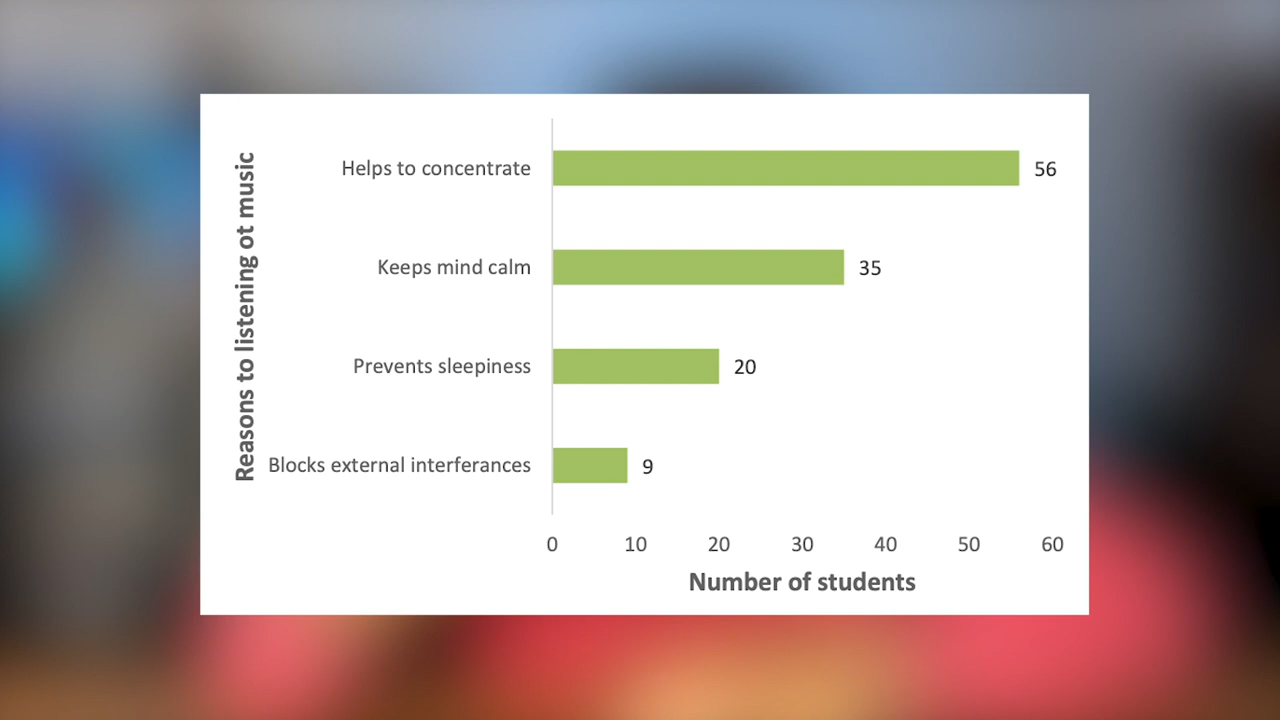 Reasons to listening ot music
Helps to concentrate 56
Keeps mind calm 35
Prevents sleepiness 20
Blocks external interferances 9
0 10 20 30 40 50 60
Number of students